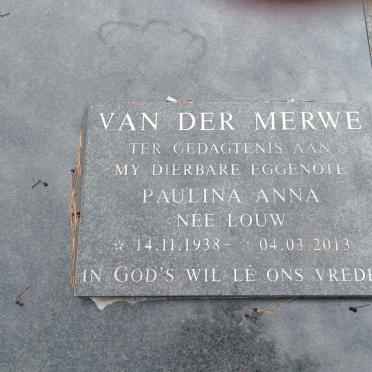 VAN DER MERWE
TER GEDAGTENIS AAN
MY DIERBARE EGGENOTE
PAULINA ANNA
NÉE LOUW
☆ 14.11.1938 - 04.03.2013
IN GOD'S WIL LÊ ONS VREDE